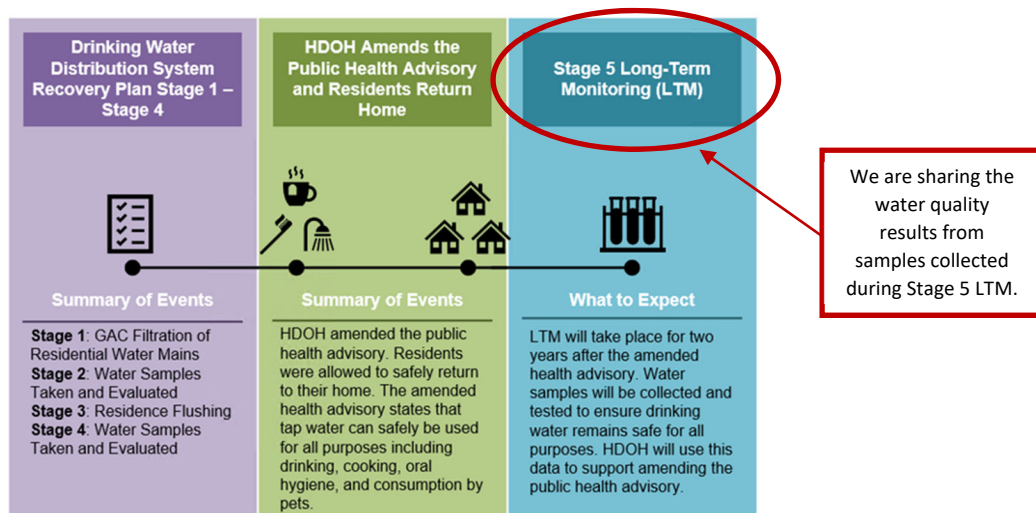 Drinking Water
Distribution System
Recovery Plan Stage 1 –
Stage 4
HDOH Amends the
Public Health Advisory
and Residents Return
Home
Stage 5 Long-Term
Monitoring (LTM)
We are sharing the
water quality
results from
samples collected
during Stage 5 LTM.
Summary of Events
Stage 1: GAC Filtration of
Residential Water Mains
Stage 2: Water Samples
Taken and Evaluated
Stage 3: Residence Flushing
Stage 4: Water Samples
Taken and Evaluated
Summary of Events
HDOH amended the public
health advisory. Residents
were allowed to safely return
to their home. The amended
health advisory states that
tap water can safely be used
for all purposes including
drinking, cooking, oral
hygiene, and consumption by
pets.
What to Expect
LTM will take place for two
years after the amended
health advisory. Water
samples will be collected and
tested to ensure drinking
water remains safe for all
purposes. HDOH will use this
data to support amending the
public health advisory.